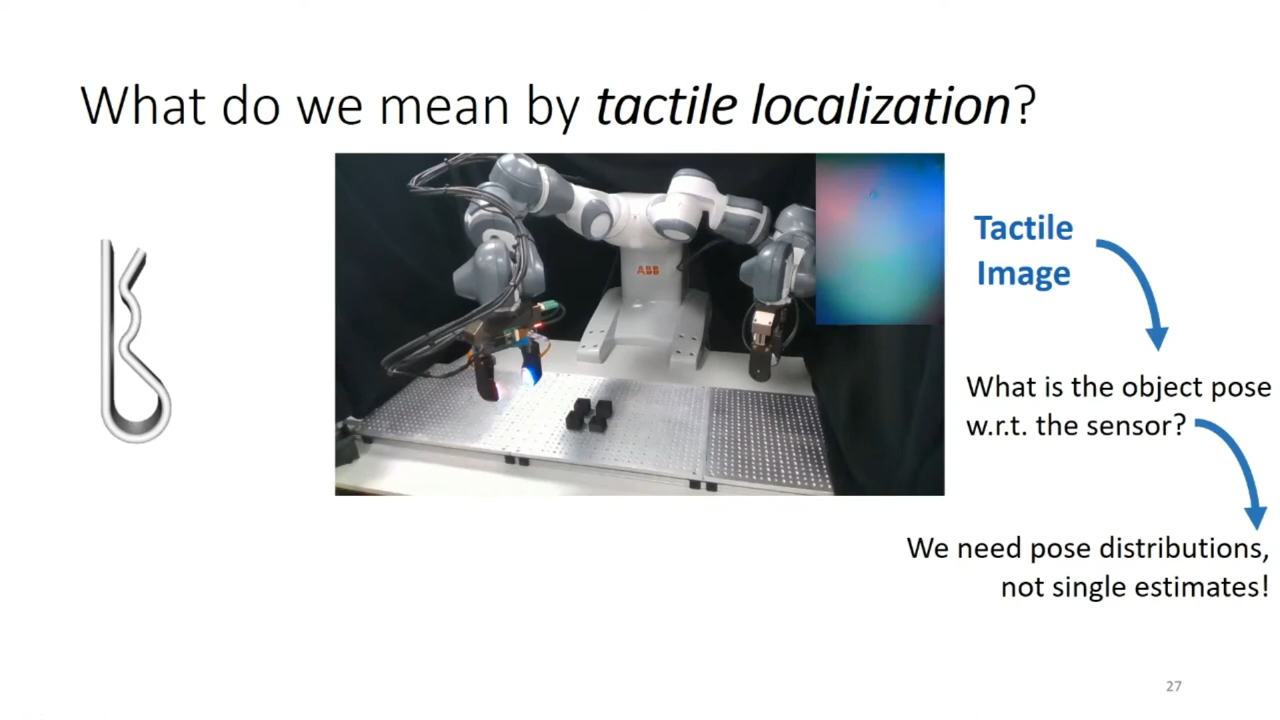 What do we mean by tactile localization?
ABB
Tactile
Image
What is the object pose
w.r.t. the sensor?
We need pose distributions,
not single estimates!
27